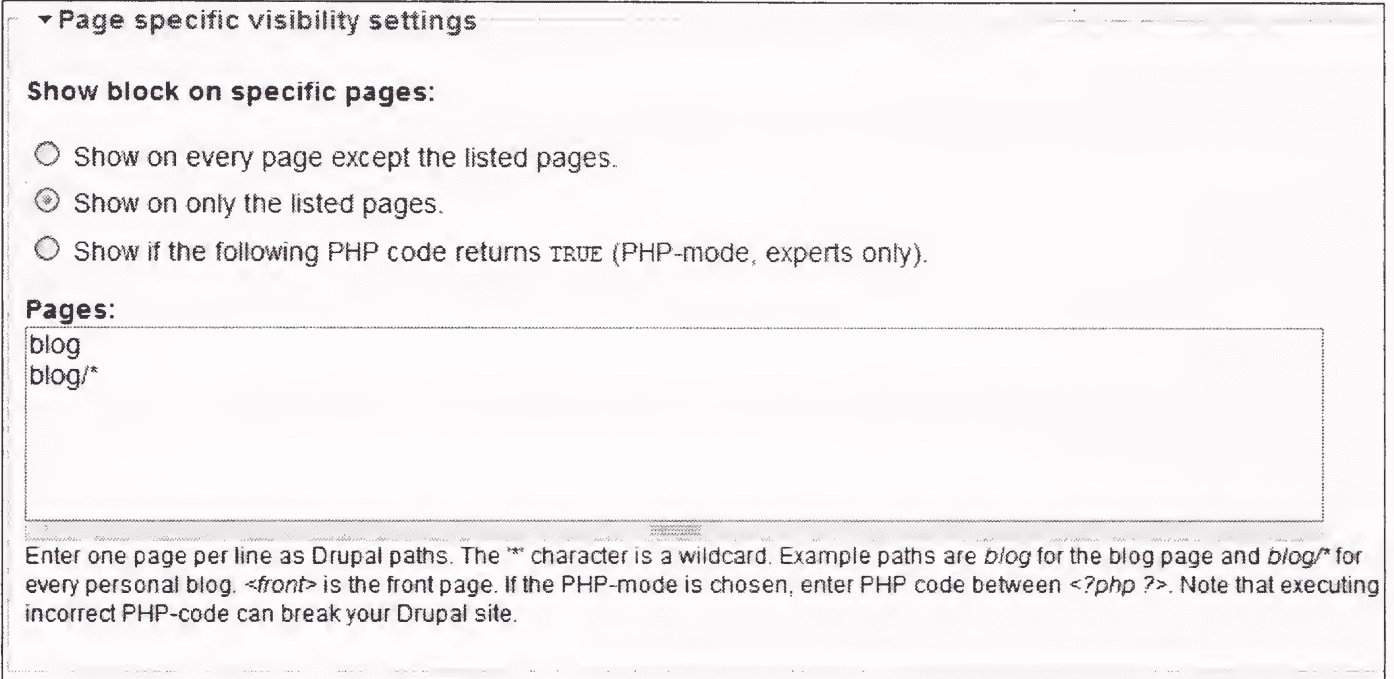 Page specific visibility settings
Show block on specific pages:
Show on every page except the listed pages.
Show on only the listed pages.
Show if the following PHP code returns TRUE (PHP-mode, experts only).
Pages:
blog
blog/*
Enter one page per line as Drupal paths. The '*' character is a wildcard. Example paths are blog for the blog page and blog/* for
every personal blog. <front> is the front page. If the PHP-mode is chosen, enter PHP code between <?php ?>. Note that executing
incorrect PHP-code can break your Drupal site.